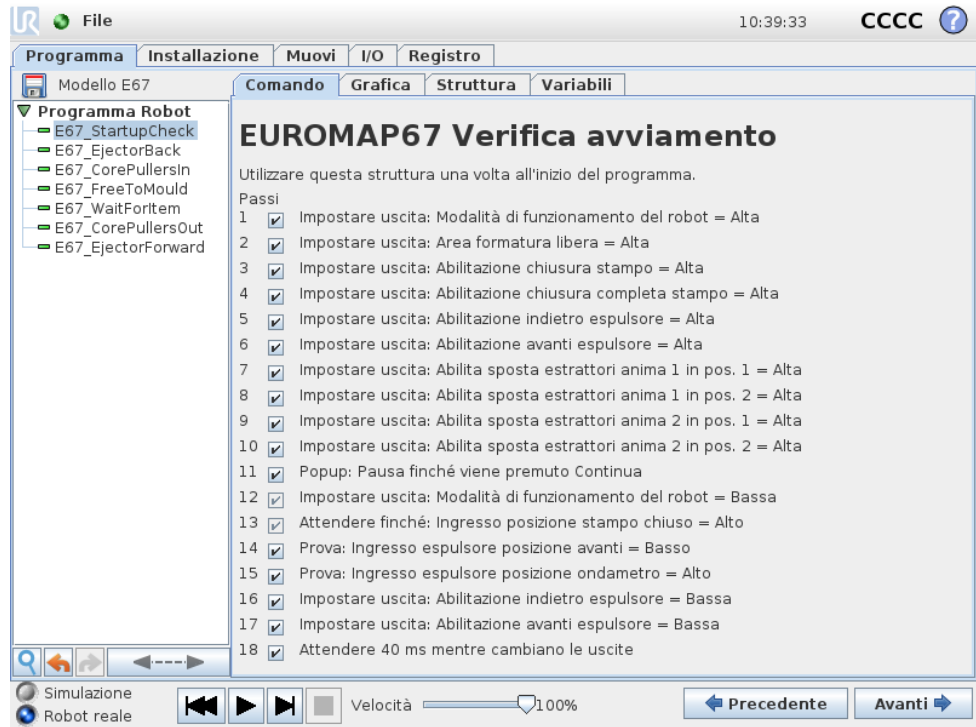 UR File 10:39:33 CCCC ?
Programma Installazione Muovi I/O Registro
Modello E67
Comando Grafica Struttura Variabili
Programma Robot
E67_StartupCheck
E67_EjectorBack
E67_CorePullersIn
E67_FreeToMould
E67_WaitForItem
E67_CorePullersOut
E67_EjectorForward
EUROMAP67 Verifica avviamento
Utilizzare questa struttura una volta all'inizio del programma.
Passi
1 Impostare uscita: Modalità di funzionamento del robot = Alta
2 Impostare uscita: Area formatura libera = Alta
3 Impostare uscita: Abilitazione chiusura stampo = Alta
4 Impostare uscita: Abilitazione chiusura completa stampo = Alta
5 Impostare uscita: Abilitazione indietro espulsore = Alta
6 Impostare uscita: Abilitazione avanti espulsore = Alta
7 Impostare uscita: Abilita sposta estrattori anima 1 in pos. 1 = Alta
8 Impostare uscita: Abilita sposta estrattori anima 1 in pos. 2 = Alta
9 Impostare uscita: Abilita sposta estrattori anima 2 in pos. 1 = Alta
10 Impostare uscita: Abilita sposta estrattori anima 2 in pos. 2 = Alta
11 Popup: Pausa finché viene premuto Continua
12 Impostare uscita: Modalità di funzionamento del robot = Bassa
13 Attendere finché: Ingresso posizione stampo chiuso = Alto
14 Prova: Ingresso espulsore posizione avanti = Basso
15 Prova: Ingresso espulsore posizione ondametro = Alto
16 Impostare uscita: Abilitazione indietro espulsore = Bassa
17 Impostare uscita: Abilitazione avanti espulsore = Bassa
18 Attendere 40 ms mentre cambiano le uscite
Simulazione
Robot reale
Velocità 100%
Precedente Avanti